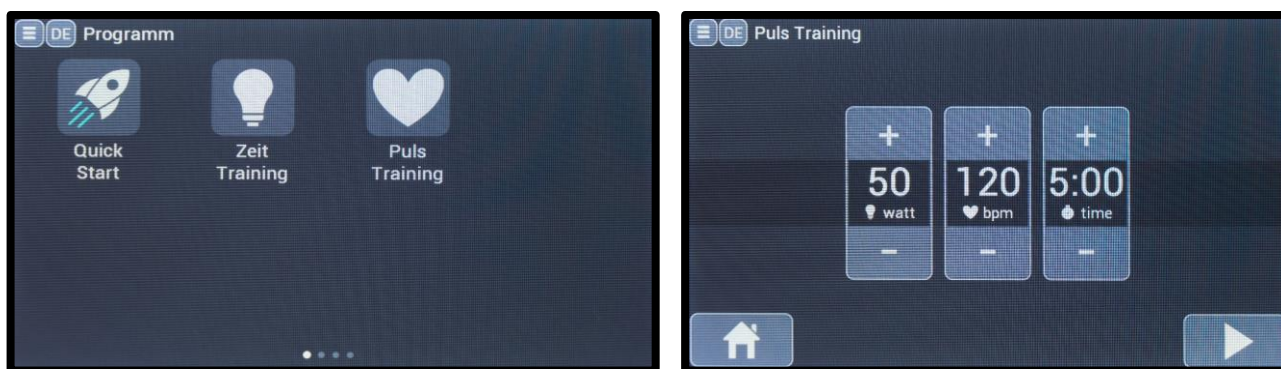 DE Programm
Quick
Start
Zeit
Training
Puls
Training
DE Puls Training
50
watt
120
bpm
5:00
time